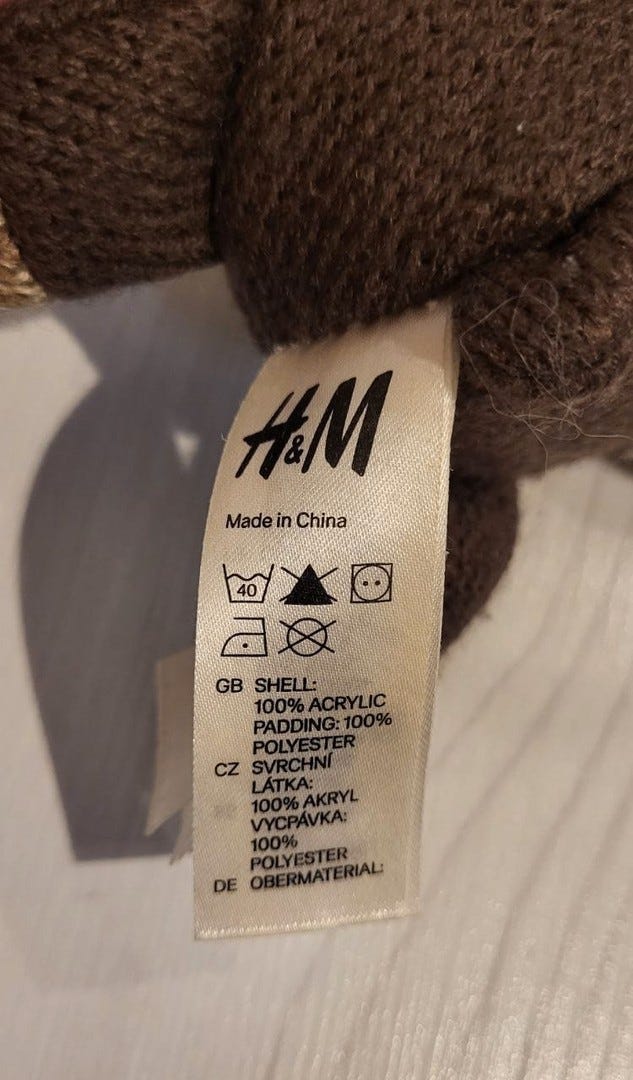 H&M
Made in China
40
GB SHELL:
100% ACRYLIC
PADDING: 100%
POLYESTER
CZ SVRCHNÍ
LÁTKA:
100% AKRYL
VYCPÁVKA:
100%
POLYESTER
DE OBERMATERIAL: